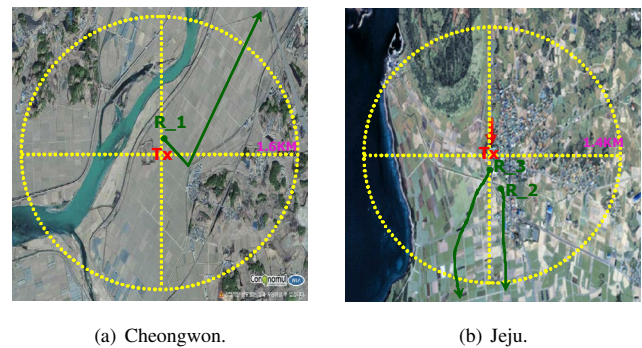 R_1
Tx
1.6KM
(a) Cheongwon.
Tx
1.4KM
R_3
R_2
(b) Jeju.